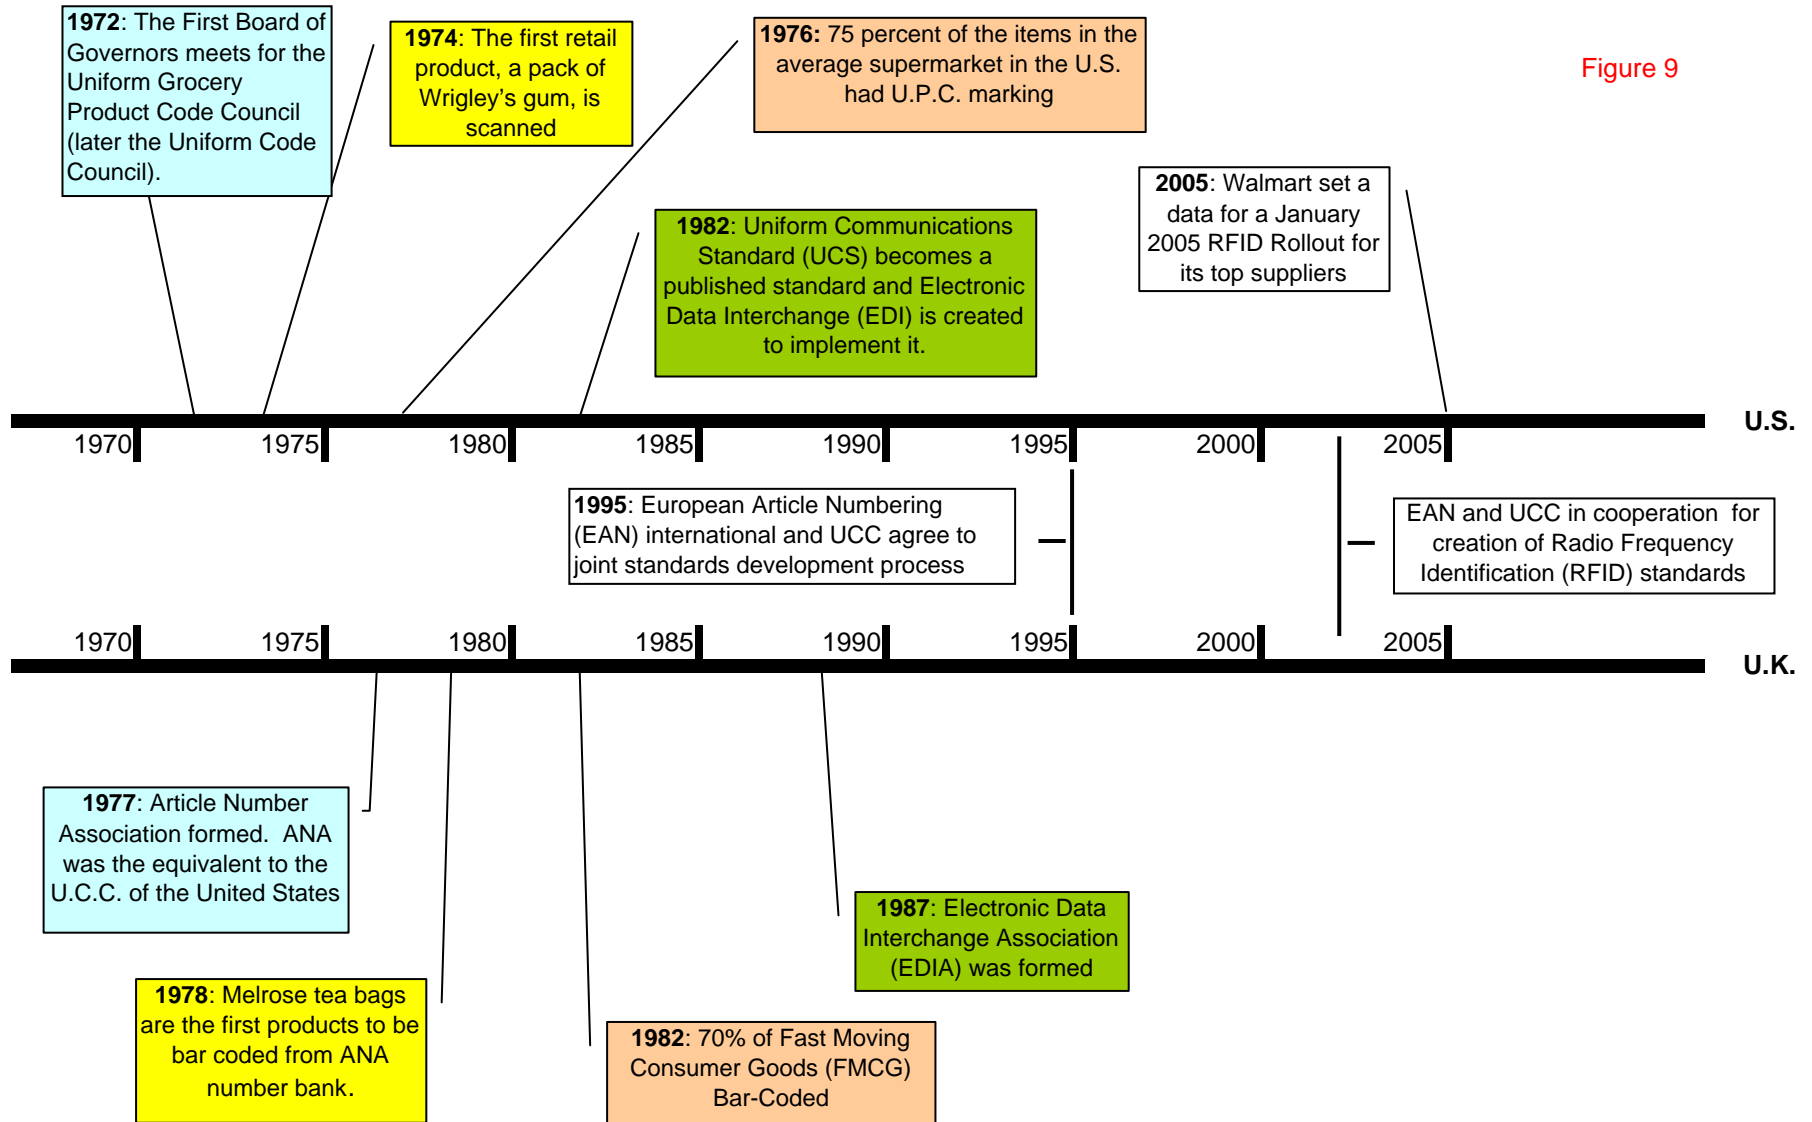 1972: The First Board of
Governors meets for the
Uniform Grocery
Product Code Council
(later the Uniform Code
Council).
1974: The first retail
product, a pack of
Wrigley's gum, is
scanned
1976: 75 percent of the items in the
average supermarket in the U.S.
had U.P.C. marking
Figure 9
1982: Uniform Communications
Standard (UCS) becomes a
published standard and Electronic
Data Interchange (EDI) is created
to implement it.
2005: Walmart set a
data for a January
2005 RFID Rollout for
its top suppliers
U.S.
1970 1975 1980 1985 1990 1995 2000 2005
1995: European Article Numbering
(EAN) international and UCC agree to
joint standards development process
EAN and UCC in cooperation for
creation of Radio Frequency
Identification (RFID) standards
1970 1975 1980 1985 1990 1995 2000 2005
U.K.
1977: Article Number
Association formed. ANA
was the equivalent to the
U.C.C. of the United States
1987: Electronic Data
Interchange Association
(EDIA) was formed
1978: Melrose tea bags
are the first products to be
bar coded from ANA
number bank.
1982: 70% of Fast Moving
Consumer Goods (FMCG)
Bar-Coded